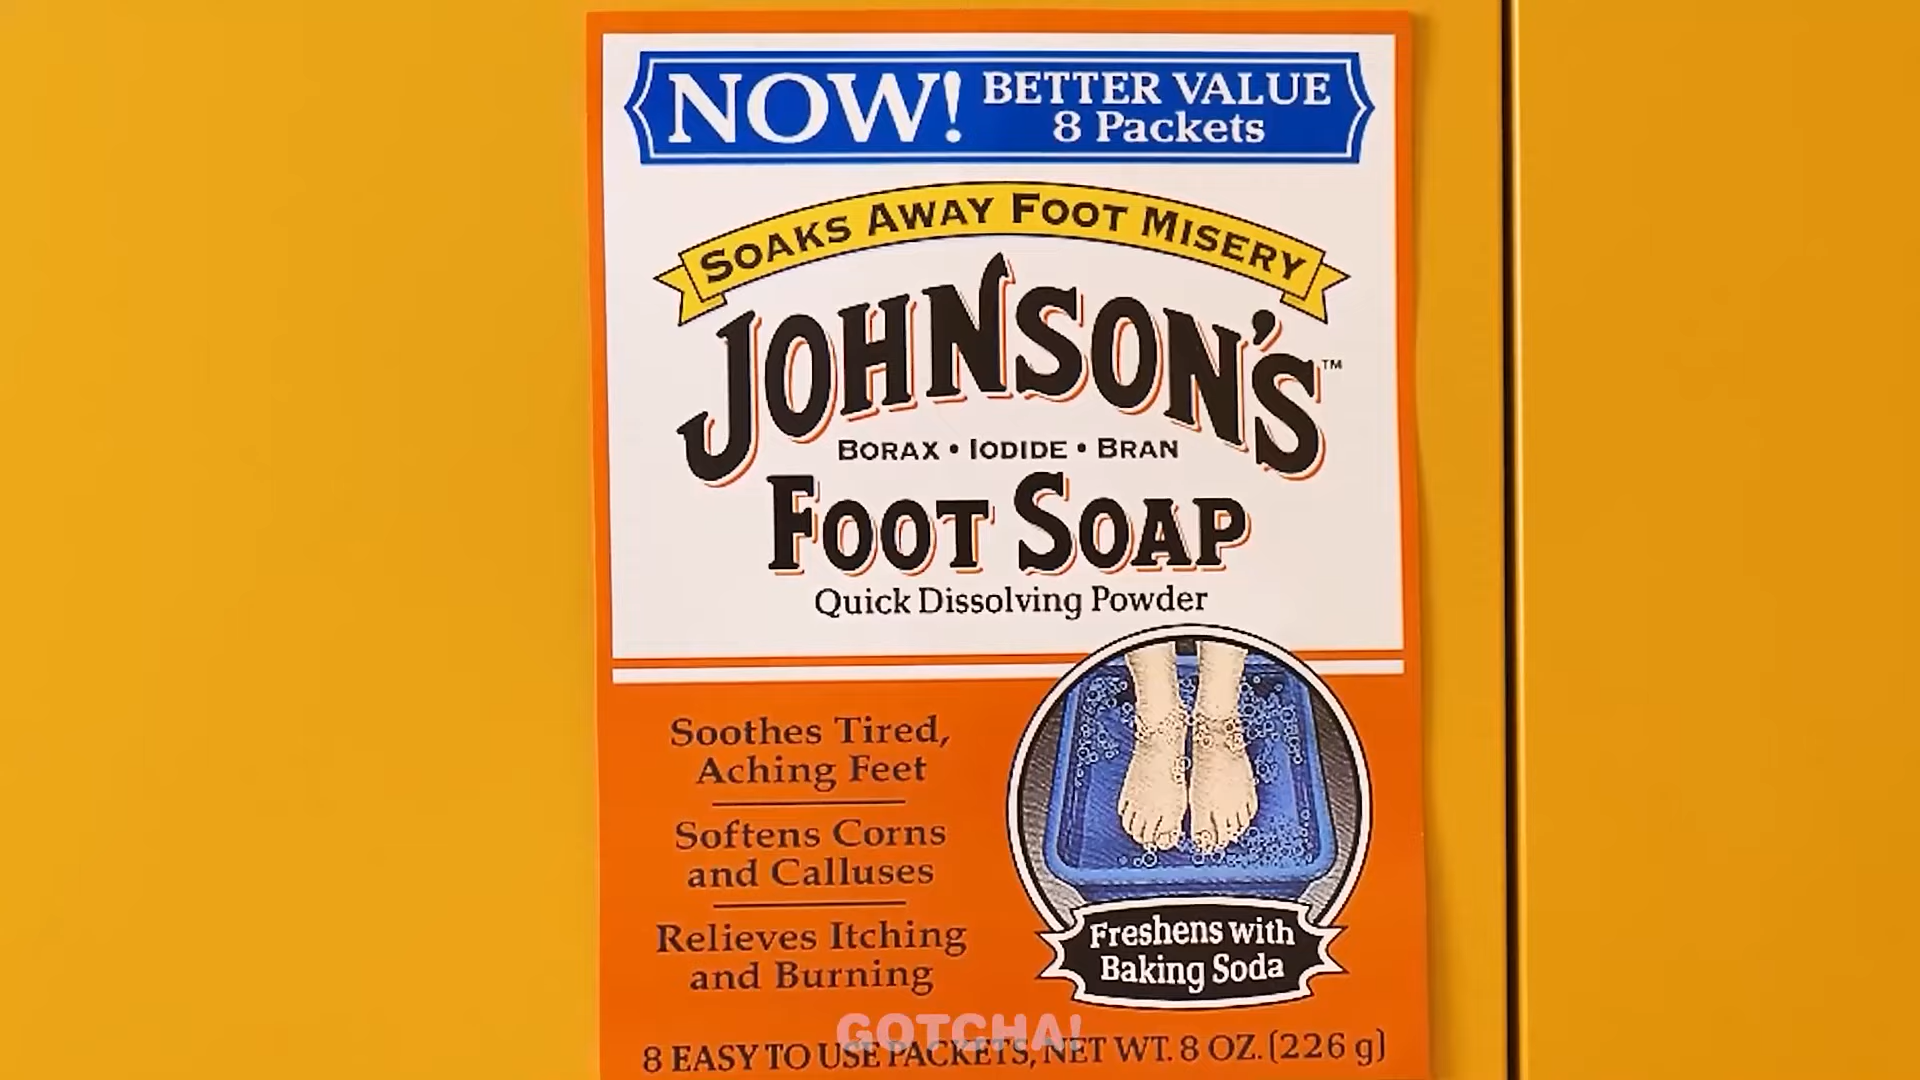 NOW! BETTER VALUE
8 Packets
SOAKS AWAY FOOT MISERY
JOHNSON'S™
BORAX • IODIDE • BRAN
FOOT SOAP
Quick Dissolving Powder
Soothes Tired,
Aching Feet
Softens Corns
and Calluses
Relieves Itching
and Burning
Freshens with
Baking Soda
GOTCHA!
8 EASY TO USE PACKETS, NET WT. 8 OZ. (226 g)